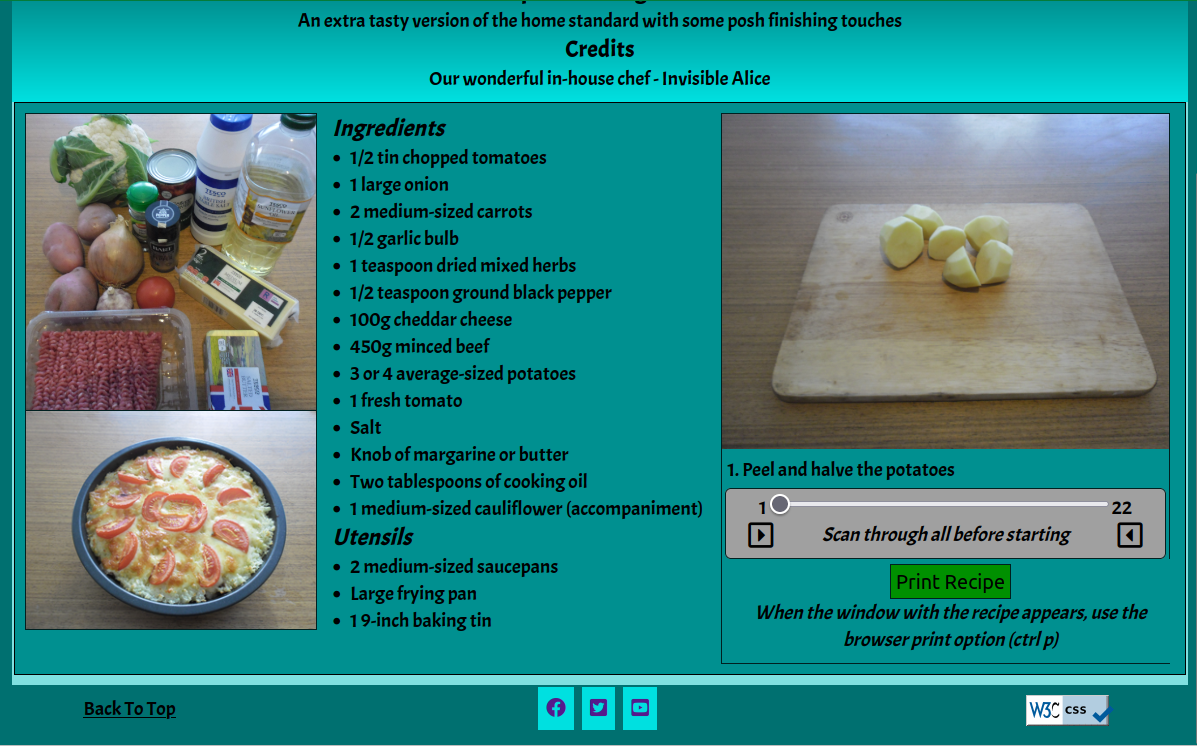 An extra tasty version of the home standard with some posh finishing touches
Credits
Our wonderful in-house chef - Invisible Alice
TESCO
TESCO
SUNFLOWER
2
Ingredients
1/2 tin chopped tomatoes
1 large onion
2 medium-sized carrots
1/2 garlic bulb
1 teaspoon dried mixed herbs
1/2 teaspoon ground black pepper
100g cheddar cheese
450g minced beef
3 or 4 average-sized potatoes
1 fresh tomato
Salt
Knob of margarine or butter
Two tablespoons of cooking oil
1 medium-sized cauliflower (accompaniment)
Utensils
2 medium-sized saucepans
Large frying pan
1 9-inch baking tin
1. Peel and halve the potatoes
1 22
Scan through all before starting
Print Recipe
When the window with the recipe appears, use the
browser print option (ctrl p)
Back To Top
W3C css